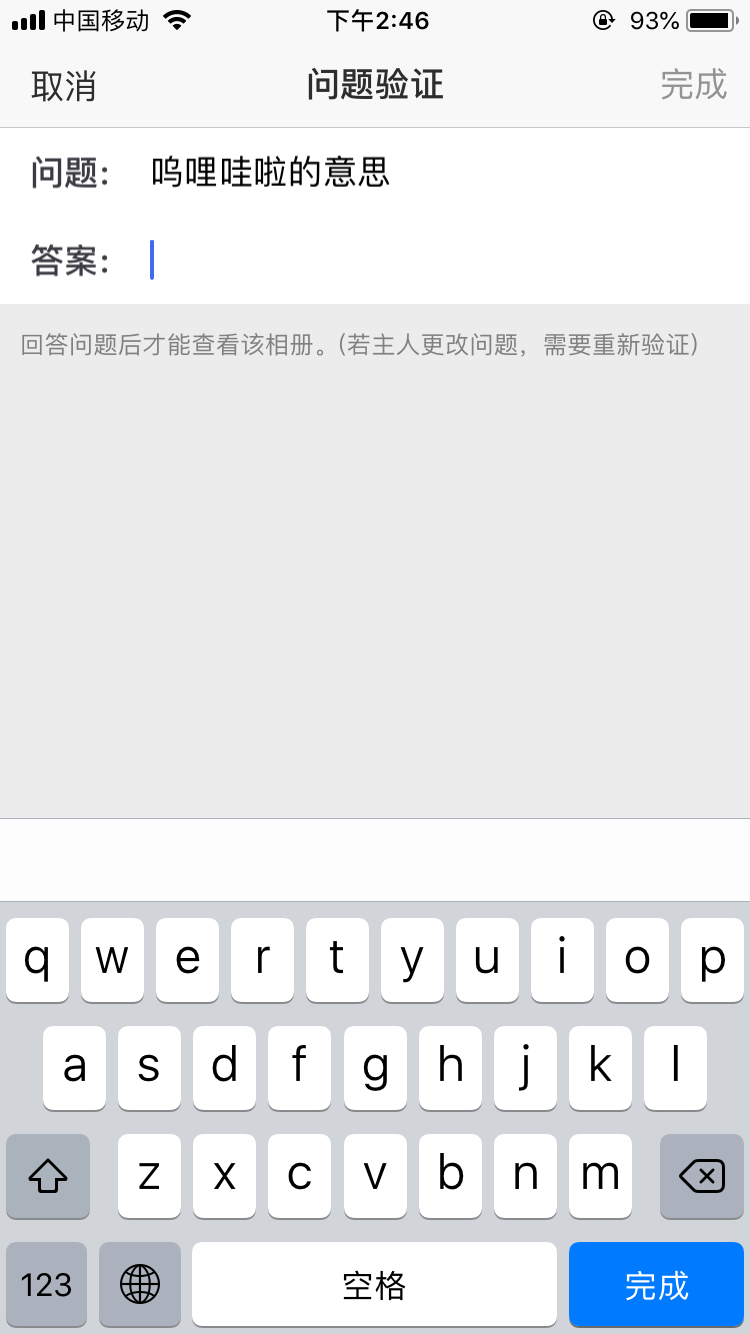 中国移动 下午2:46 93%
取消 问题验证 完成
问题: 呜哩哇啦的意思
答案:
回答问题后才能查看该相册。(若主人更改问题，需要重新验证)
q w e r t y u i o p
a s d f g h j k l
z x c v b n m
123 空格 完成